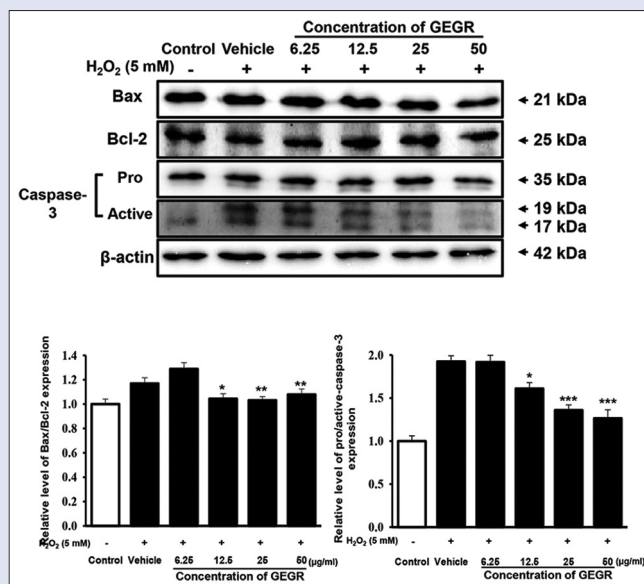 Concentration of GEGR
Control Vehicle 6.25 12.5 25 50
H₂O₂ (5 mM) - + + + + +
Bax 21 kDa
Bcl-2 25 kDa
Caspase-3
Pro 35 kDa
Active 19 kDa
17 kDa
β-actin 42 kDa
Relative level of Bax/Bcl-2 expression
1.4
1.2
1.0
0.8
0.6
0.4
0.2
0.0
* ** **
H₂O₂ (5 mM) - + + + + +
Control Vehicle 6.25 12.5 25 50 (µg/ml)
Concentration of GEGR
Relative level of pro/active-caspase-3 expression
2.0
1.5
1.0
0.0
* *** ***
H₂O₂ (5 mM) - + + + + +
Control Vehicle 6.25 12.5 25 50 (µg/ml)
Concentration of GEGR